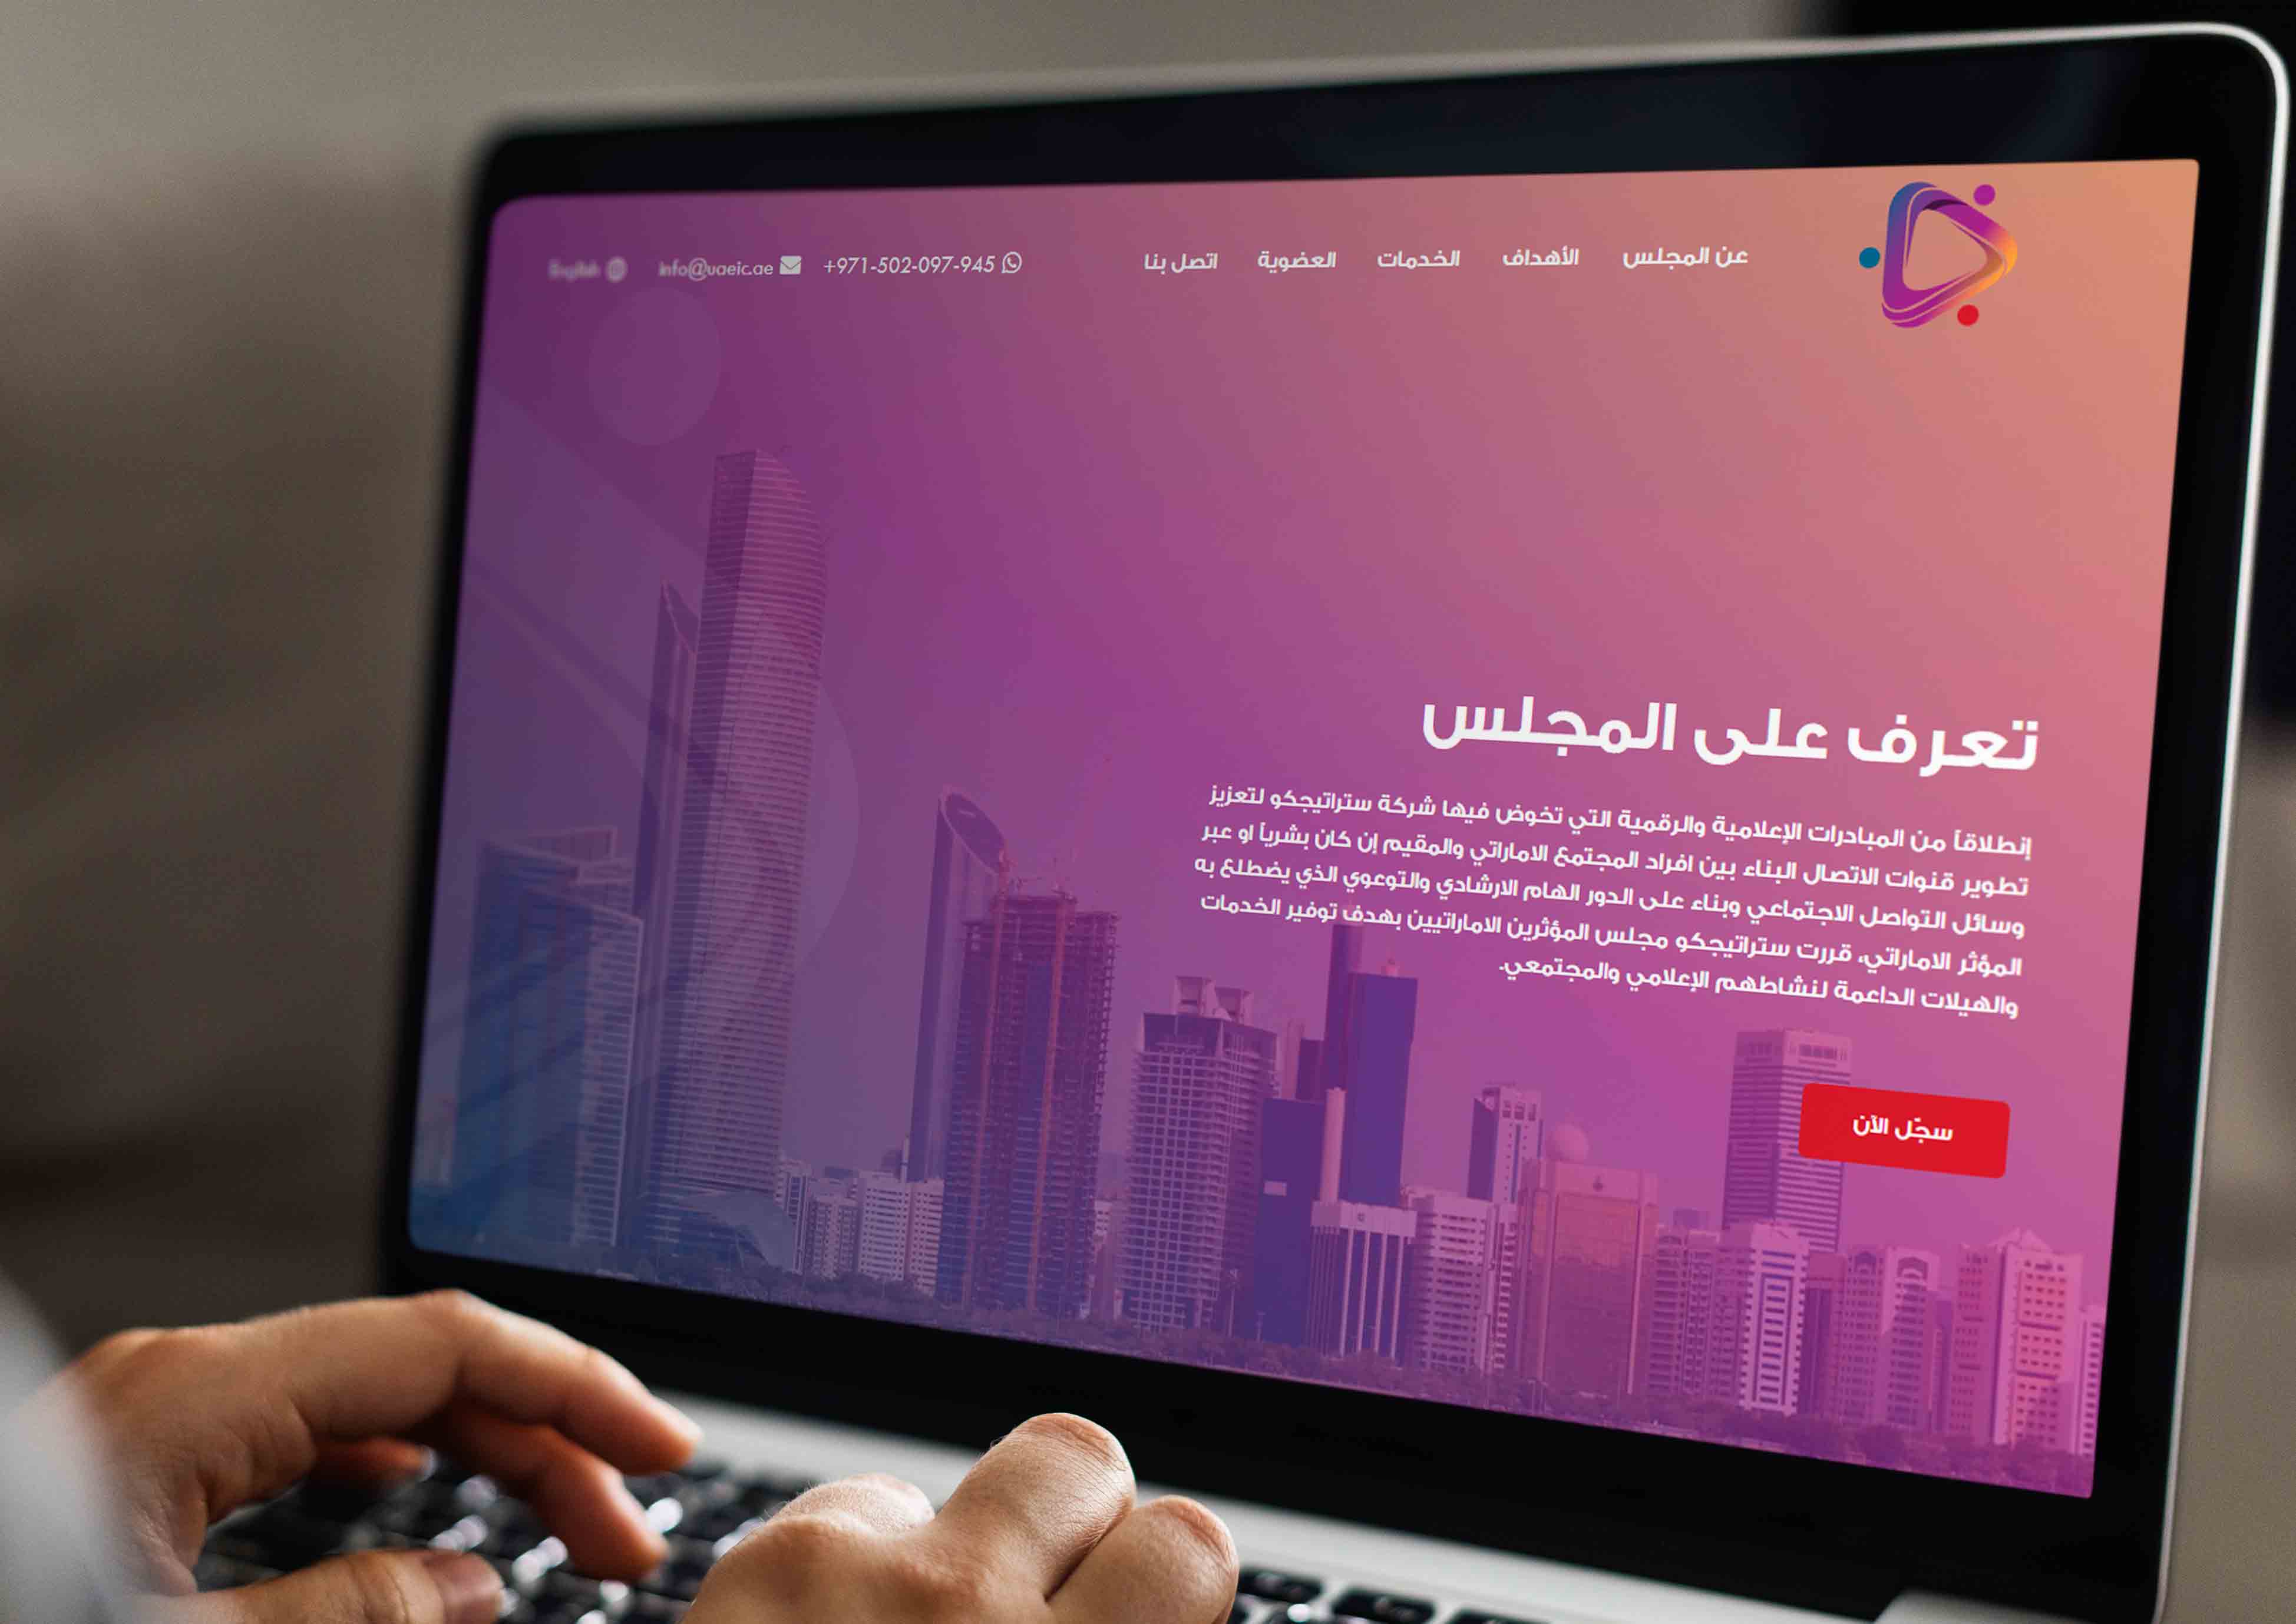 عن المجلس
الأهداف
الخدمات
العضوية
اتصل بنا
+971-502-097-945
info@uaeic.ae
English
تعرف على المجلس
إنطلاقاً من المبادرات الإعلامية والرقمية التي تخوض فيها شركة ستراتيجكو لتعزيز
تطوير قنوات الاتصال البناء بين افراد المجتمع الاماراتي والمقيم إن كان بشرياً او عبر
وسائل التواصل الاجتماعي وبناء على الدور الهام الارشادي والتوعوي الذي يضطلع به
المؤثر الاماراتي، قررت ستراتيجكو مجلس المؤثرين الاماراتيين بهدف توفير الخدمات
والهيلات الداعمة لنشاطهم الإعلامي والمجتمعي.
سجّل الآن